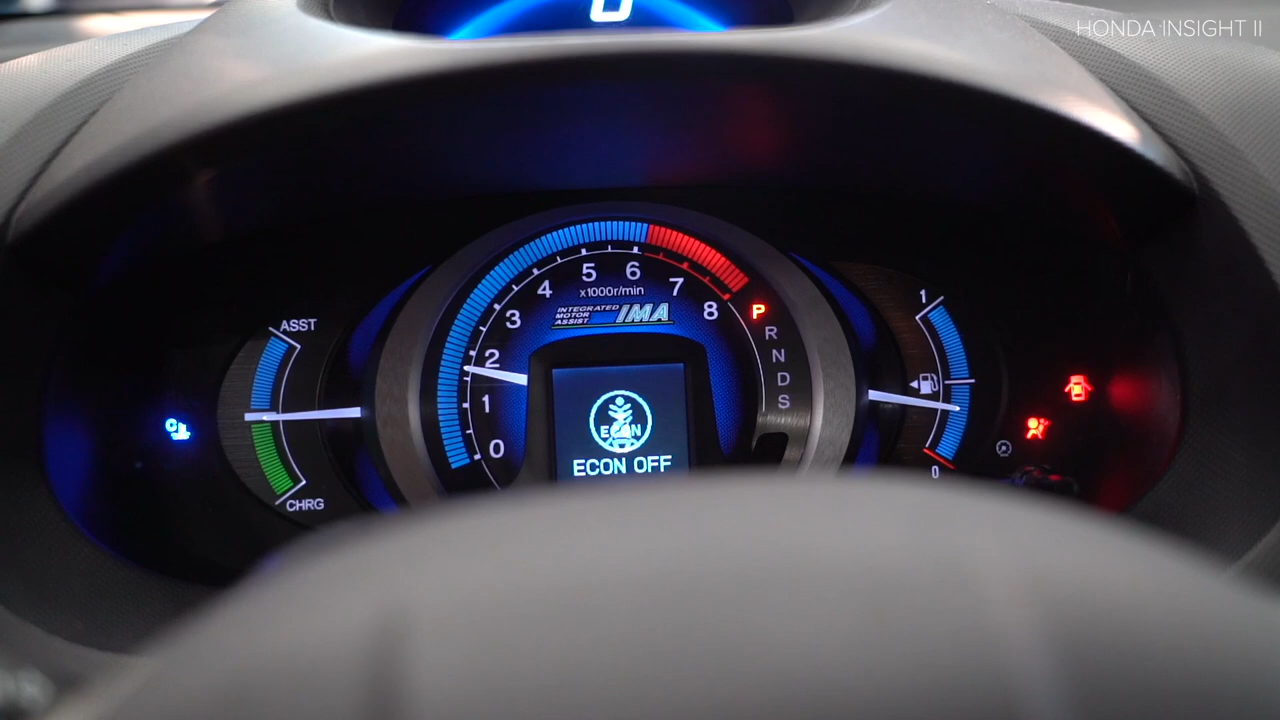 HONDA INSIGHT II
0
ASST
CHRG
0
1
2
3
4
5
6
7
8
x1000r/min
INTEGRATED
MOTOR
ASSIST
IMA
P
R
N
D
S
ECON
ECON OFF
1
0
C